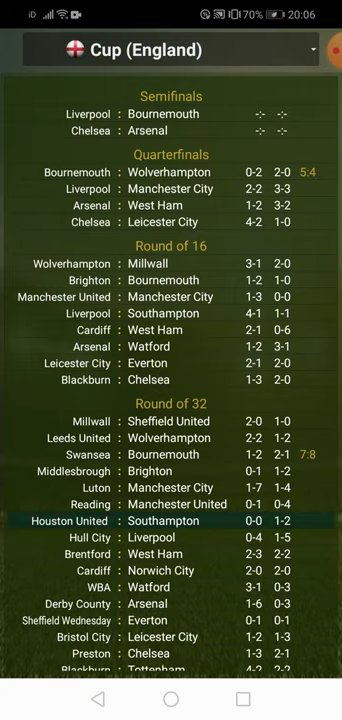 iD 70% 20:06
Cup (England)
Semifinals
Liverpool : Bournemouth -:- -:-
Chelsea : Arsenal -:- -:-
Quarterfinals
Bournemouth : Wolverhampton 0-2 2-0 5:4
Liverpool : Manchester City 2-2 3-3
Arsenal : West Ham 1-2 3-2
Chelsea : Leicester City 4-2 1-0
Round of 16
Wolverhampton : Millwall 3-1 2-0
Brighton : Bournemouth 1-2 1-0
Manchester United : Manchester City 1-3 0-0
Liverpool : Southampton 4-1 1-1
Cardiff : West Ham 2-1 0-6
Arsenal : Watford 1-2 3-1
Leicester City : Everton 2-1 2-0
Blackburn : Chelsea 1-3 2-0
Round of 32
Millwall : Sheffield United 2-0 1-0
Leeds United : Wolverhampton 2-2 1-2
Swansea : Bournemouth 1-2 2-1 7:8
Middlesbrough : Brighton 0-1 1-2
Luton : Manchester City 1-7 1-4
Reading : Manchester United 0-1 0-4
Houston United : Southampton 0-0 1-2
Hull City : Liverpool 0-4 1-5
Brentford : West Ham 2-3 2-2
Cardiff : Norwich City 2-0 2-0
WBA : Watford 3-1 0-3
Derby County : Arsenal 1-6 0-3
Sheffield Wednesday : Everton 0-1 0-1
Bristol City : Leicester City 1-2 1-3
Preston : Chelsea 1-3 2-1
Blackburn : Tottenham 4-2 2-2